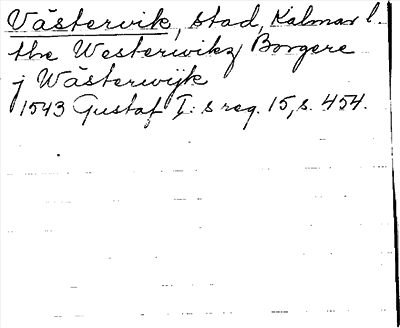 Västervik, stad, Kalmar l.
the Westerwikz Borgere
j Wästerwijk
1543 Gustaf I:s reg. 15, s. 454.